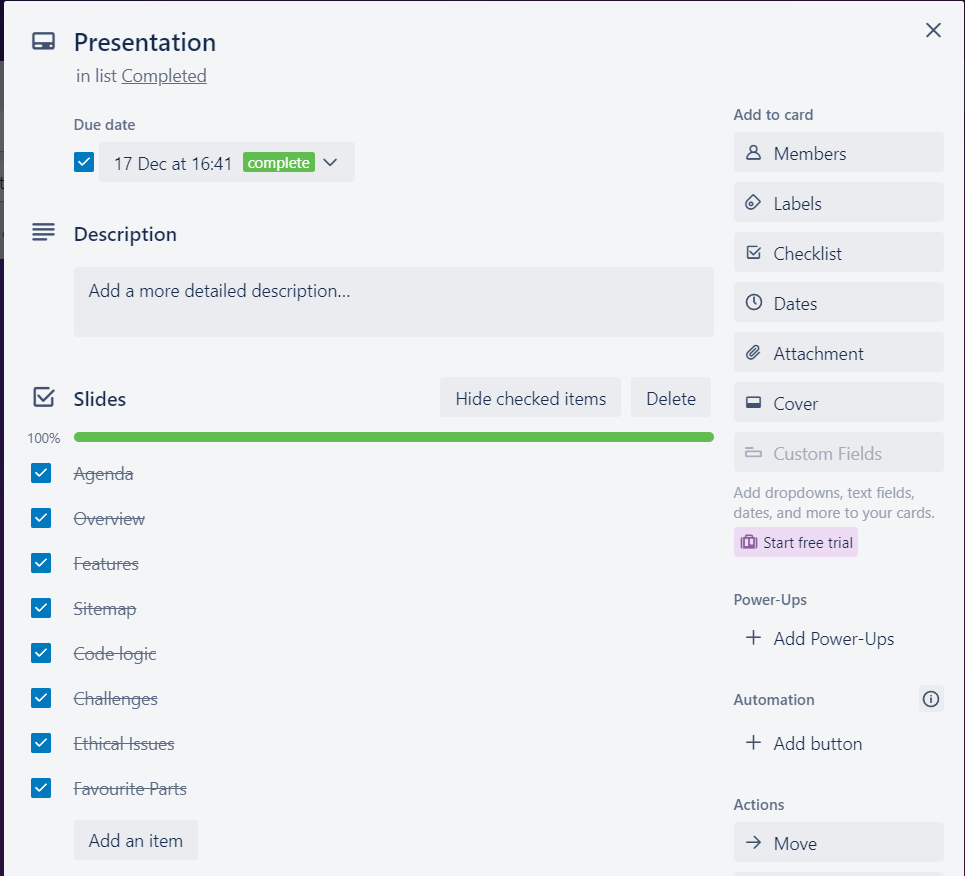 Presentation
in list Completed
Due date
17 Dec at 16:41 complete
Description
Add a more detailed description...
Slides
Hide checked items
Delete
100%
Agenda
Overview
Features
Sitemap
Code logic
Challenges
Ethical Issues
Favourite Parts
Add an item
Add to card
Members
Labels
Checklist
Dates
Attachment
Cover
Custom Fields
Add dropdowns, text fields,
dates, and more to your cards.
Start free trial
Power-Ups
Add Power-Ups
Automation
Add button
Actions
Move